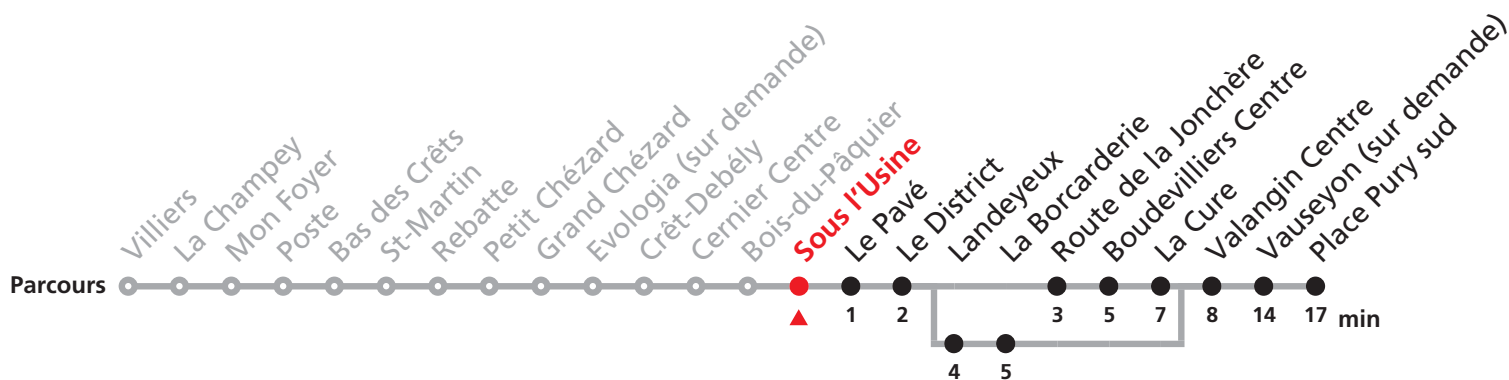 Villiers
La Champey
Mon Foyer
Poste
Bas des Crêts
St-Martin
Rebatte
Petit Chézard
Grand Chézard
Evologia (sur demande)
Crêt-Debély
Cernier Centre
Bois-du-Pâquier
Sous l'Usine
Le Pavé
Le District
Landeyeux
La Borcarderie
Route de la Jonchère
Boudevilliers Centre
La Cure
Valangin Centre
Vauseyon (sur demande)
Place Pury sud
Parcours
1 2 3 5 7 8 14 17 min
4 5